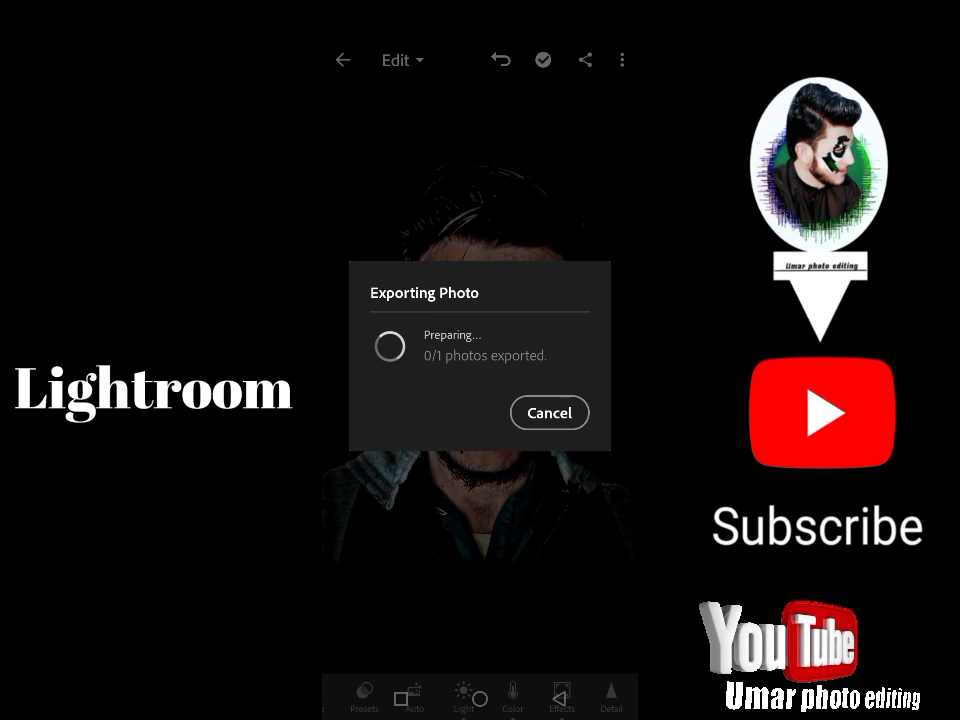 Edit
Exporting Photo
Preparing...
0/1 photos exported.
Cancel
Lightroom
Umar photo editing
Subscribe
YouTube
Umar photo editing
Presets Auto Light Color Effects Detail